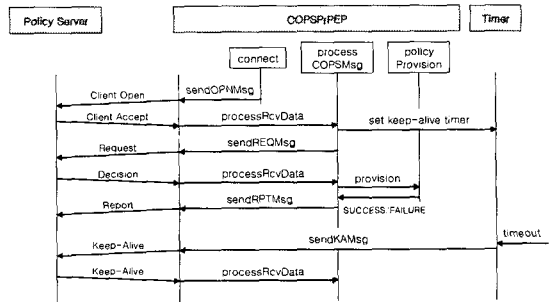 Policy Server
COPSPrPEP
Timer
connect
process
COPSMsg
policy
Provision
Client Open
sendOPNMsg
Client Accept
processRcvData
set keep-alive timer
sendREQMsg
Request
Decision
processRcvData
provision
sendRPTMsg
Report
SUCCESS/FAILURE
timeout
sendKAMsg
Keep-Alive
Keep-Alive
processRcvData